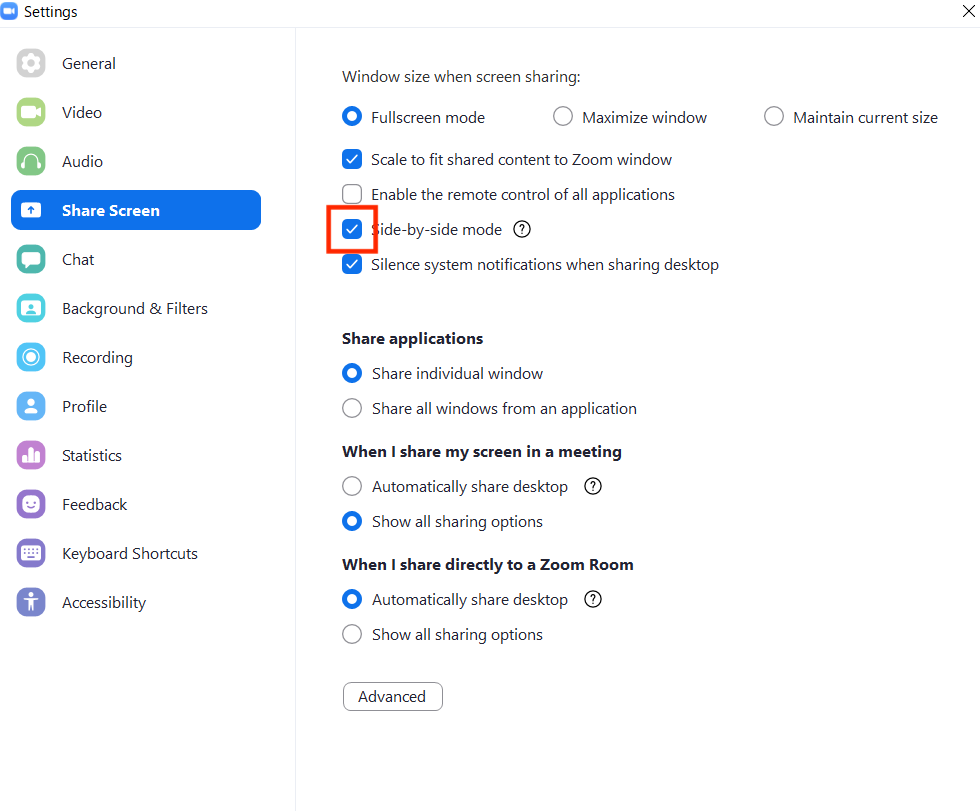 Settings
General
Video
Audio
Share Screen
Chat
Background & Filters
Recording
Profile
Statistics
Feedback
Keyboard Shortcuts
Accessibility
Window size when screen sharing:
Fullscreen mode Maximize window Maintain current size
Scale to fit shared content to Zoom window
Enable the remote control of all applications
Side-by-side mode ?
Silence system notifications when sharing desktop
Share applications
Share individual window
Share all windows from an application
When I share my screen in a meeting
Automatically share desktop ?
Show all sharing options
When I share directly to a Zoom Room
Automatically share desktop ?
Show all sharing options
Advanced